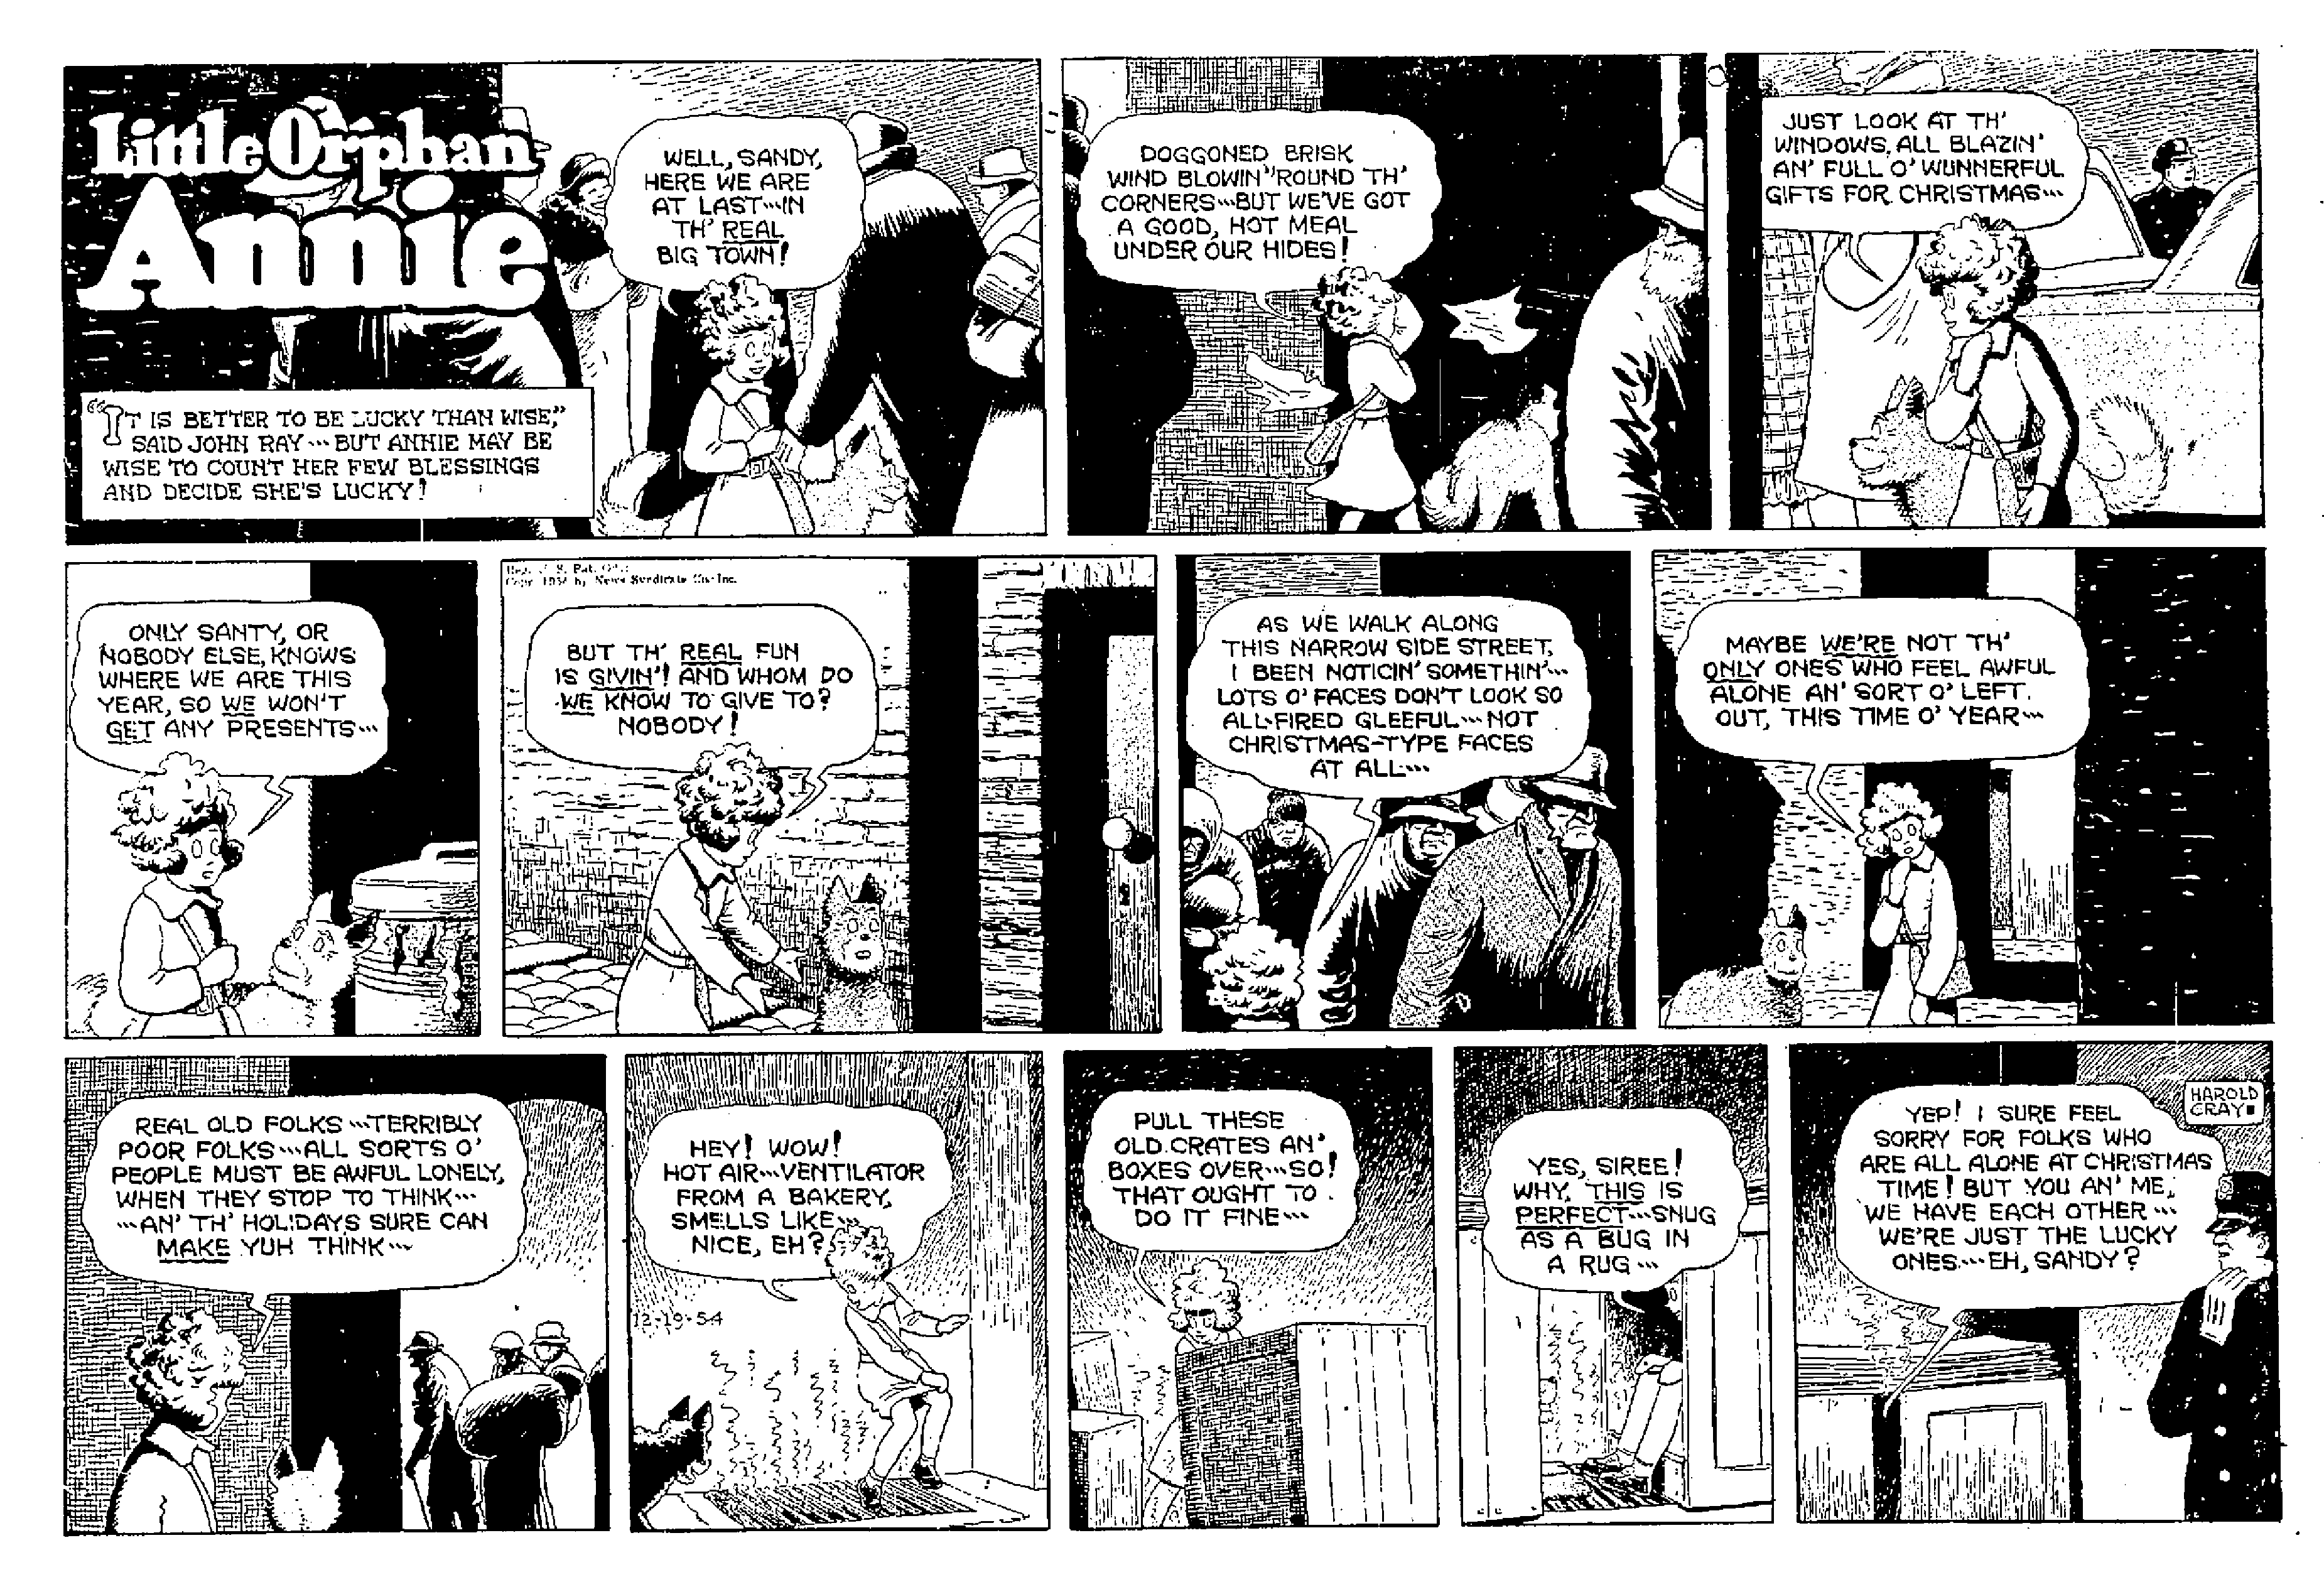 Little Orphan
Annie
"IT IS BETTER TO BE LUCKY THAN WISE,"
SAID JOHN RAY---BUT ANNIE MAY BE
WISE TO COUNT HER FEW BLESSINGS
AND DECIDE SHE'S LUCKY!
WELL, SANDY,
HERE WE ARE
AT LAST---IN
TH' REAL
BIG TOWN!
DOGGONED BRISK
WIND BLOWIN' 'ROUND TH'
CORNERS---BUT WE'VE GOT
A GOOD, HOT MEAL
UNDER OUR HIDES!
JUST LOOK AT TH'
WINDOWS, ALL BLAZIN'
AN' FULL O' WUNNERFUL
GIFTS FOR CHRISTMAS---
ONLY SANTY, OR
NOBODY ELSE, KNOWS
WHERE WE ARE THIS
YEAR, SO WE WON'T
GET ANY PRESENTS---
Reg. U. S. Pat. Off.:
by News Syndicate Co. Inc.
BUT TH' REAL FUN
IS GIVIN'! AND WHOM DO
WE KNOW TO GIVE TO?
NOBODY!
AS WE WALK ALONG
THIS NARROW SIDE STREET,
I BEEN NOTICIN' SOMETHIN'---
LOTS O' FACES DON'T LOOK SO
ALL-FIRED GLEEFUL---NOT
CHRISTMAS-TYPE FACES
AT ALL---
MAYBE WE'RE NOT TH'
ONLY ONES WHO FEEL AWFUL
ALONE AN' SORT O' LEFT
OUT, THIS TIME O' YEAR---
REAL OLD FOLKS---TERRIBLY
POOR FOLKS---ALL SORTS O'
PEOPLE MUST BE AWFUL LONELY,
WHEN THEY STOP TO THINK---
---AN' TH' HOLIDAYS SURE CAN
MAKE YUH THINK---
HEY! WOW!
HOT AIR---VENTILATOR
FROM A BAKERY,
SMELLS LIKE---
NICE, EH?
12-19-54
PULL THESE
OLD CRATES AN'
BOXES OVER---SO!
THAT OUGHT TO
DO IT FINE---
YES, SIREE!
WHY, THIS IS
PERFECT---SNUG
AS A BUG IN
A RUG---
HAROLD
GRAY
YEP! I SURE FEEL
SORRY FOR FOLKS WHO
ARE ALL ALONE AT CHRISTMAS
TIME! BUT YOU AN' ME,
WE HAVE EACH OTHER---
WE'RE JUST THE LUCKY
ONES---EH, SANDY?